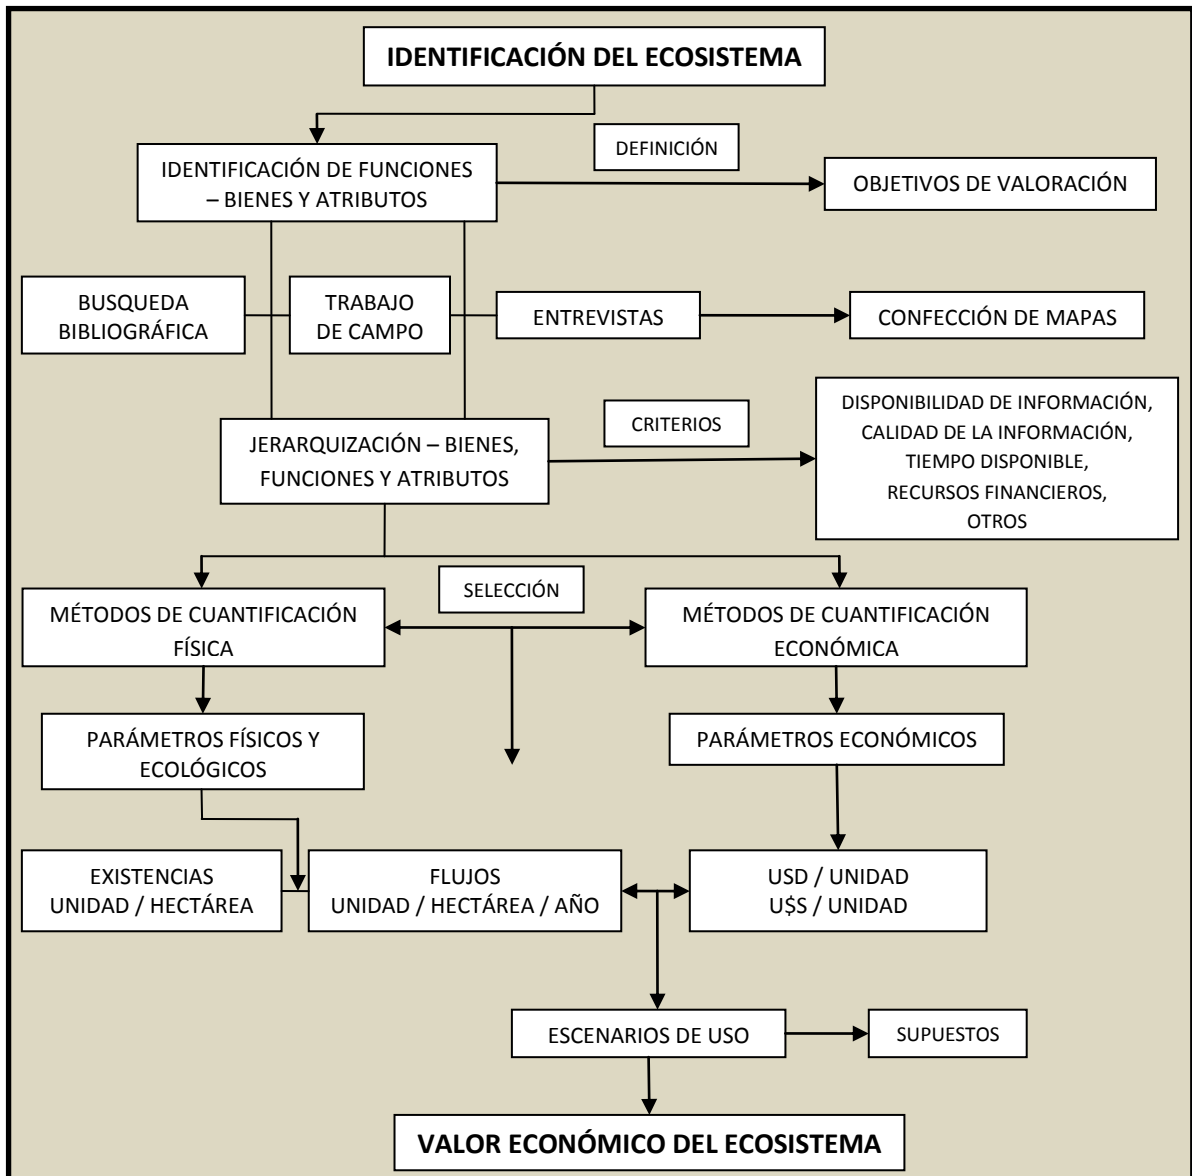 IDENTIFICACIÓN DEL ECOSISTEMA
DEFINICIÓN
IDENTIFICACIÓN DE FUNCIONES
– BIENES Y ATRIBUTOS
OBJETIVOS DE VALORACIÓN
BUSQUEDA
BIBLIOGRÁFICA
TRABAJO
DE CAMPO
ENTREVISTAS
CONFECCIÓN DE MAPAS
JERARQUIZACIÓN – BIENES,
FUNCIONES Y ATRIBUTOS
CRITERIOS
DISPONIBILIDAD DE INFORMACIÓN,
CALIDAD DE LA INFORMACIÓN,
TIEMPO DISPONIBLE,
RECURSOS FINANCIEROS,
OTROS
SELECCIÓN
MÉTODOS DE CUANTIFICACIÓN
FÍSICA
MÉTODOS DE CUANTIFICACIÓN
ECONÓMICA
PARÁMETROS FÍSICOS Y
ECOLÓGICOS
PARÁMETROS ECONÓMICOS
EXISTENCIAS
UNIDAD / HECTÁREA
FLUJOS
UNIDAD / HECTÁREA / AÑO
USD / UNIDAD
U$S / UNIDAD
ESCENARIOS DE USO
SUPUESTOS
VALOR ECONÓMICO DEL ECOSISTEMA